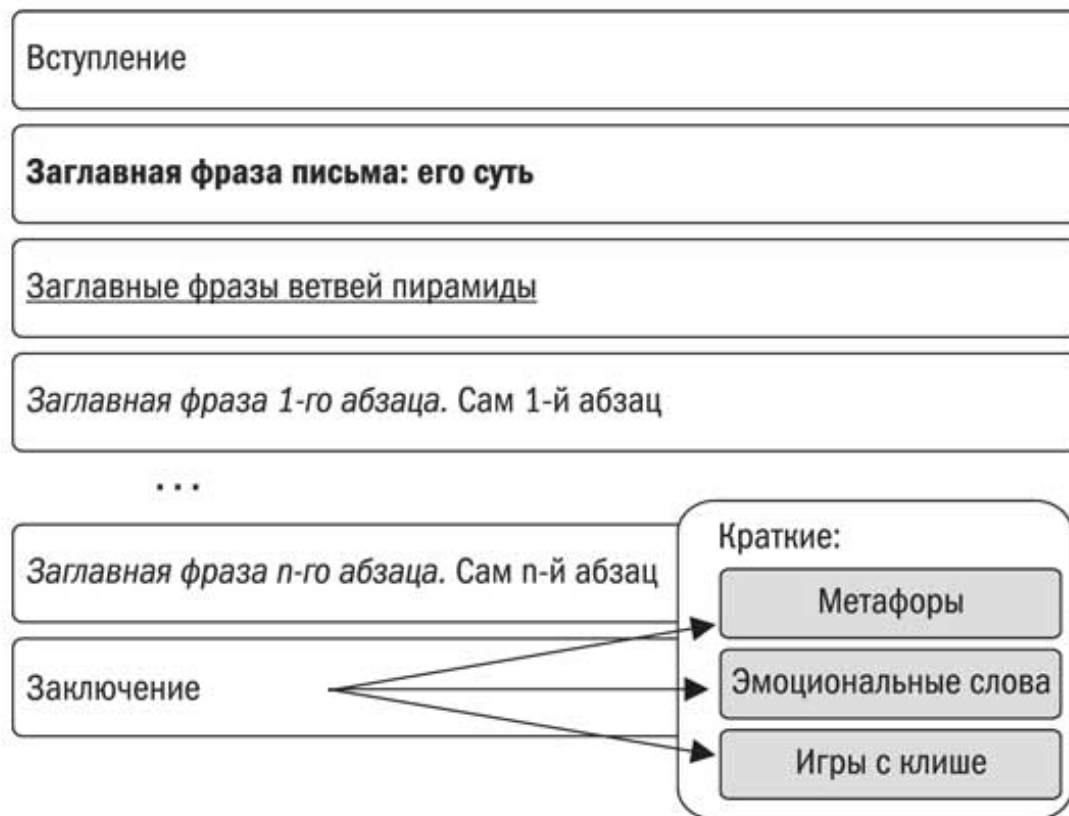 Вступление
Заглавная фраза письма: его суть
Заглавные фразы ветвей пирамиды
Заглавная фраза 1-го абзаца. Сам 1-й абзац
...
Заглавная фраза n-го абзаца. Сам n-й абзац
Заключение
Краткие:
Метафоры
Эмоциональные слова
Игры с клише